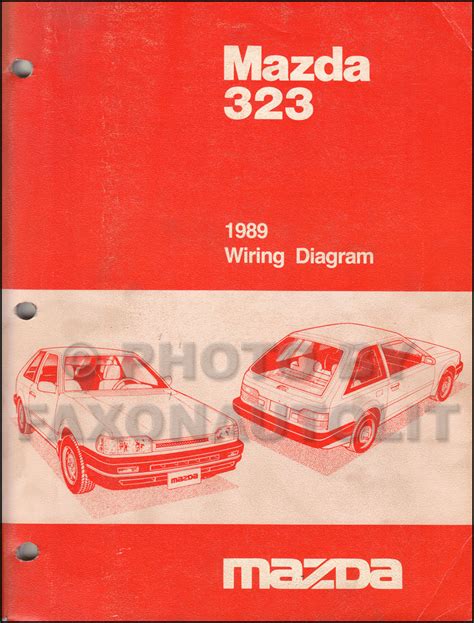 Mazda
323
1989
Wiring Diagram
© PHOTO BY
FAXONAUTOLIT
mazda
mazda